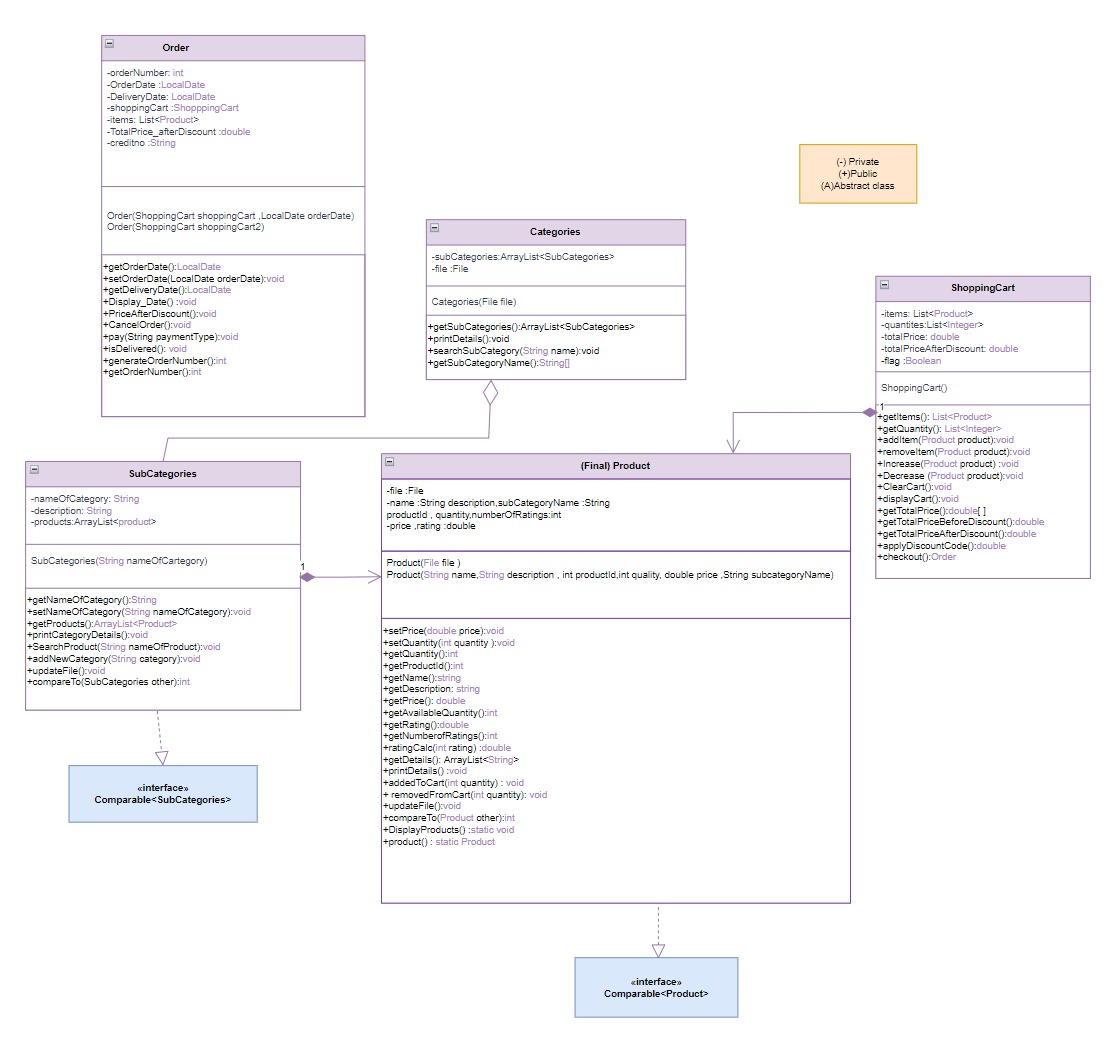 Order
-orderNumber: int
-OrderDate :LocalDate
-DeliveryDate: LocalDate
-shoppingCart :ShopppingCart
-items: List<Product>
-TotalPrice_afterDiscount :double
-creditno :String
Order(ShoppingCart shoppingCart ,LocalDate orderDate)
Order(ShoppingCart shoppingCart2)
+getOrderDate():LocalDate
+setOrderDate(LocalDate orderDate):void
+getDeliveryDate():LocalDate
+Display_Date() :void
+PriceAfterDiscount():void
+CancelOrder():void
+pay(String paymentType):void
+isDelivered(): void
+generateOrderNumber():int
+getOrderNumber():int
(-) Private
(+)Public
(A)Abstract class
Categories
-subCategories:ArrayList<SubCategories>
-file :File
Categories(File file)
+getSubCategories():ArrayList<SubCategories>
+printDetails():void
+searchSubCategory(String name):void
+getSubCategoryName():String[]
ShoppingCart
-items: List<Product>
-quantites:List<Integer>
-totalPrice: double
-totalPriceAfterDiscount: double
-flag :Boolean
ShoppingCart()
1
+getItems(): List<Product>
+getQuantity(): List<Integer>
+addItem(Product product):void
+removeItem(Product product):void
+Increase(Product product) :void
+Decrease (Product product):void
+ClearCart():void
+displayCart():void
+getTotalPrice():double[ ]
+getTotalPriceBeforeDiscount():double
+getTotalPriceAfterDiscount():double
+applyDiscountCode():double
+checkout():Order
SubCategories
-nameOfCategory: String
-description: String
-products:ArrayList<product>
SubCategories(String nameOfCartegory)
1
+getNameOfCategory():String
+setNameOfCategory(String nameOfCategory):void
+getProducts():ArrayList<Product>
+printCategoryDetails():void
+SearchProduct(String nameOfProduct):void
+addNewCategory(String category):void
+updateFile():void
+compareTo(SubCategories other):int
(Final) Product
-file :File
-name :String description,subCategoryName :String
productId , quantity,numberOfRatings:int
-price ,rating :double
Product(File file )
Product(String name,String description , int productId,int quality, double price ,String subcategoryName)
+setPrice(double price):void
+setQuantity(int quantity ):void
+getQuantity():int
+getProductId():int
+getName():string
+getDescription: string
+getPrice(): double
+getAvailableQuantity():int
+getRating():double
+getNumberofRatings():int
+ratingCalc(int rating) :double
+getDetails(): ArrayList<String>
+printDetails() :void
+addedToCart(int quantity) : void
+ removedFromCart(int quantity): void
+updateFile():void
+compareTo(Product other):int
+DisplayProducts() :static void
+product() : static Product
«interface»
Comparable<SubCategories>
«interface»
Comparable<Product>